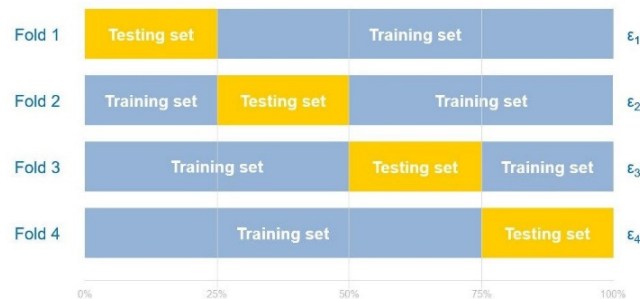 Fold 1 Testing set Training set ε1
Fold 2 Training set Testing set Training set ε2
Fold 3 Training set Testing set Training set ε3
Fold 4 Training set Testing set ε4
0% 25% 50% 75% 100%